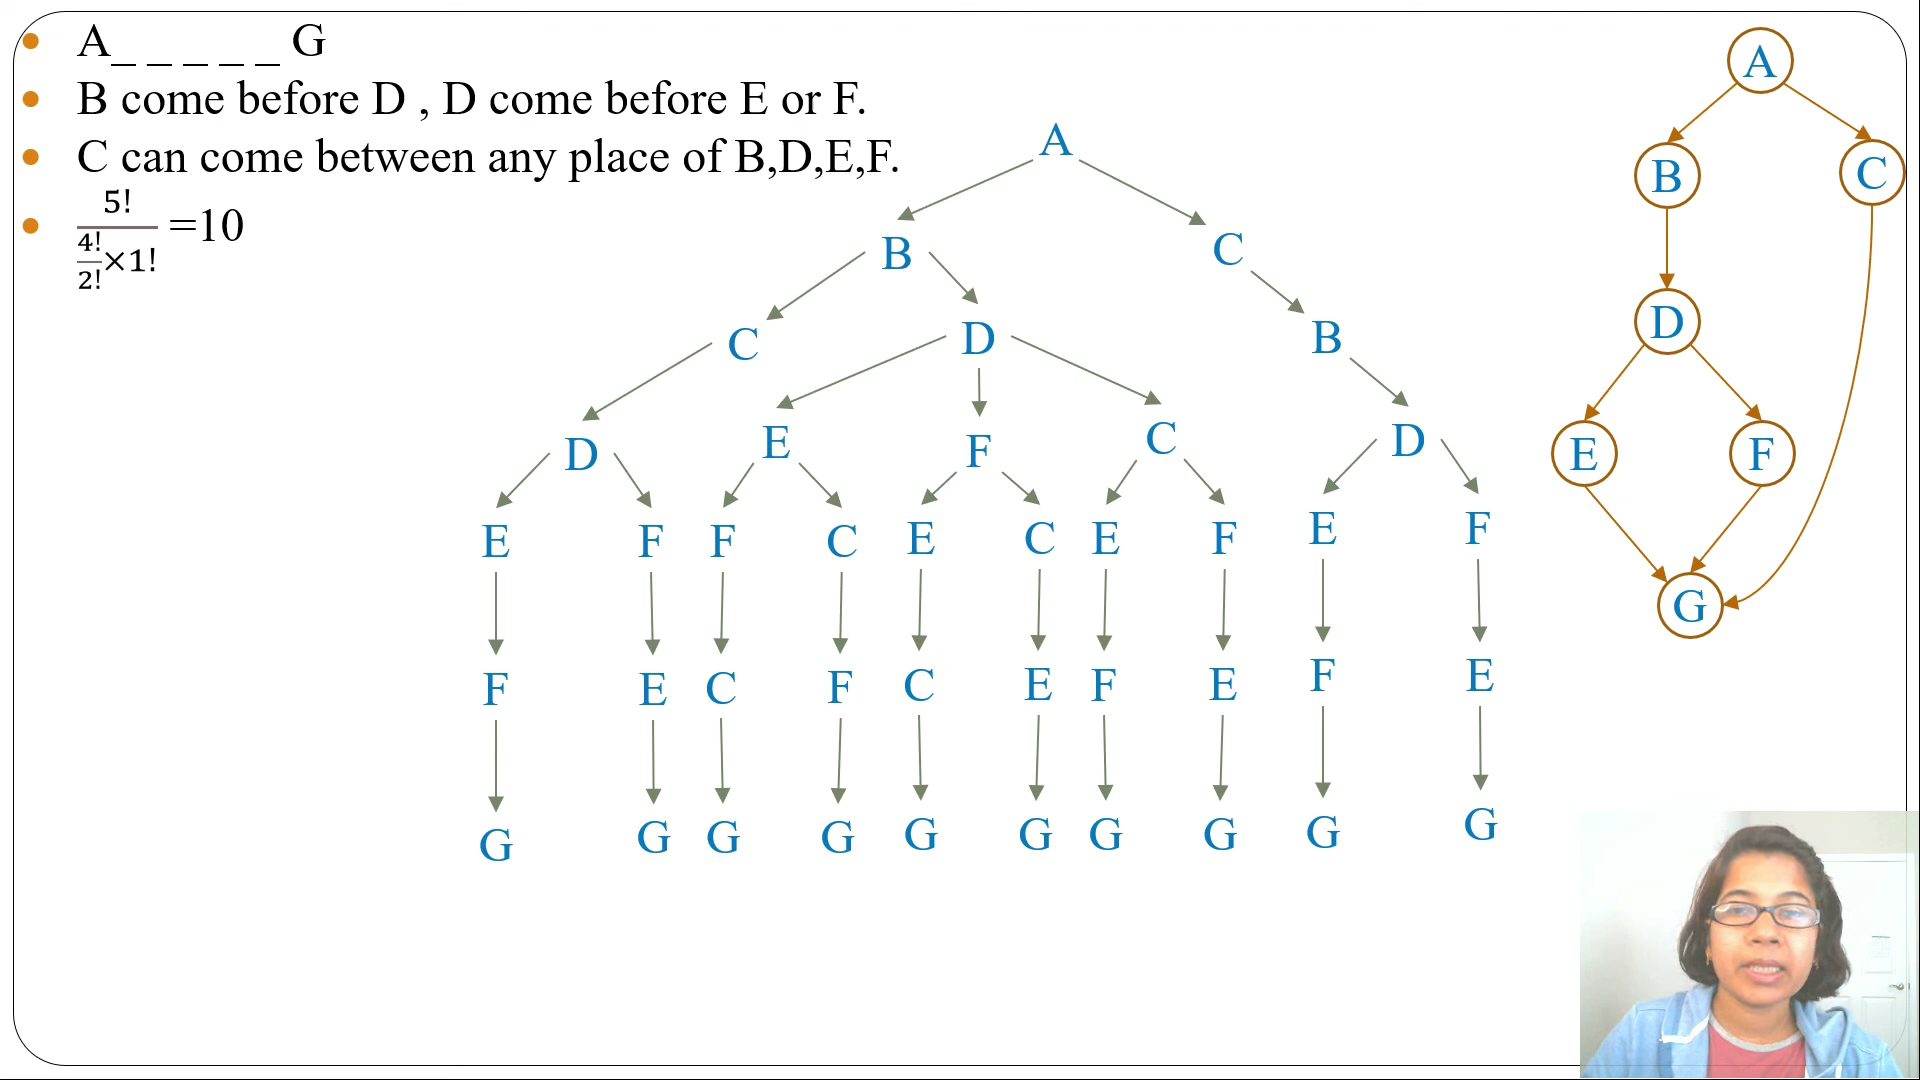 A_ _ _ _ _ G
B come before D , D come before E or F.
C can come between any place of B,D,E,F.
5!
4!
2!
×1!
=10
A
B C
C D B
D E F C D
E F F C E C E F E F
F E C F C E F E F E
G G G G G G G G G G
A
B C
D
E F
G